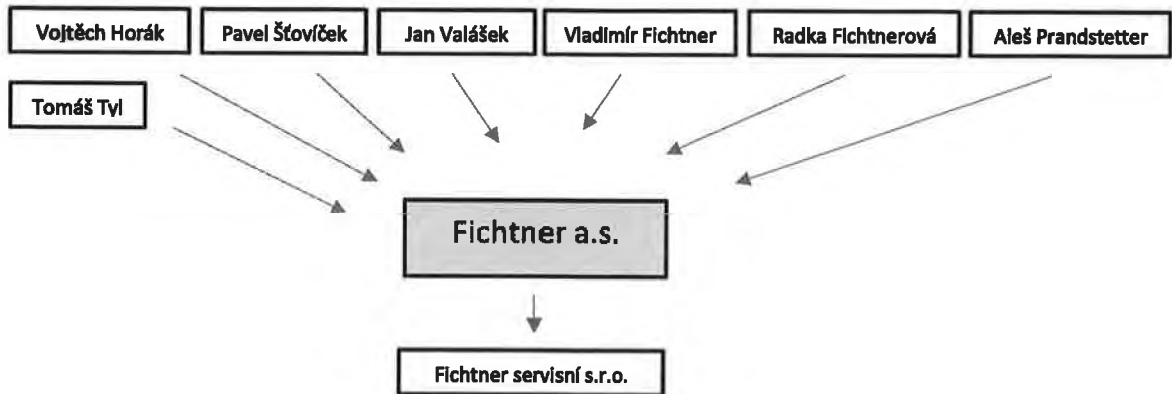 Vojtěch Horák
Pavel Šťovíček
Jan Valášek
Vladimír Fichtner
Radka Fichtnerová
Aleš Prandstetter
Tomáš Tyl
Fichtner a.s.
Fichtner servisní s.r.o.